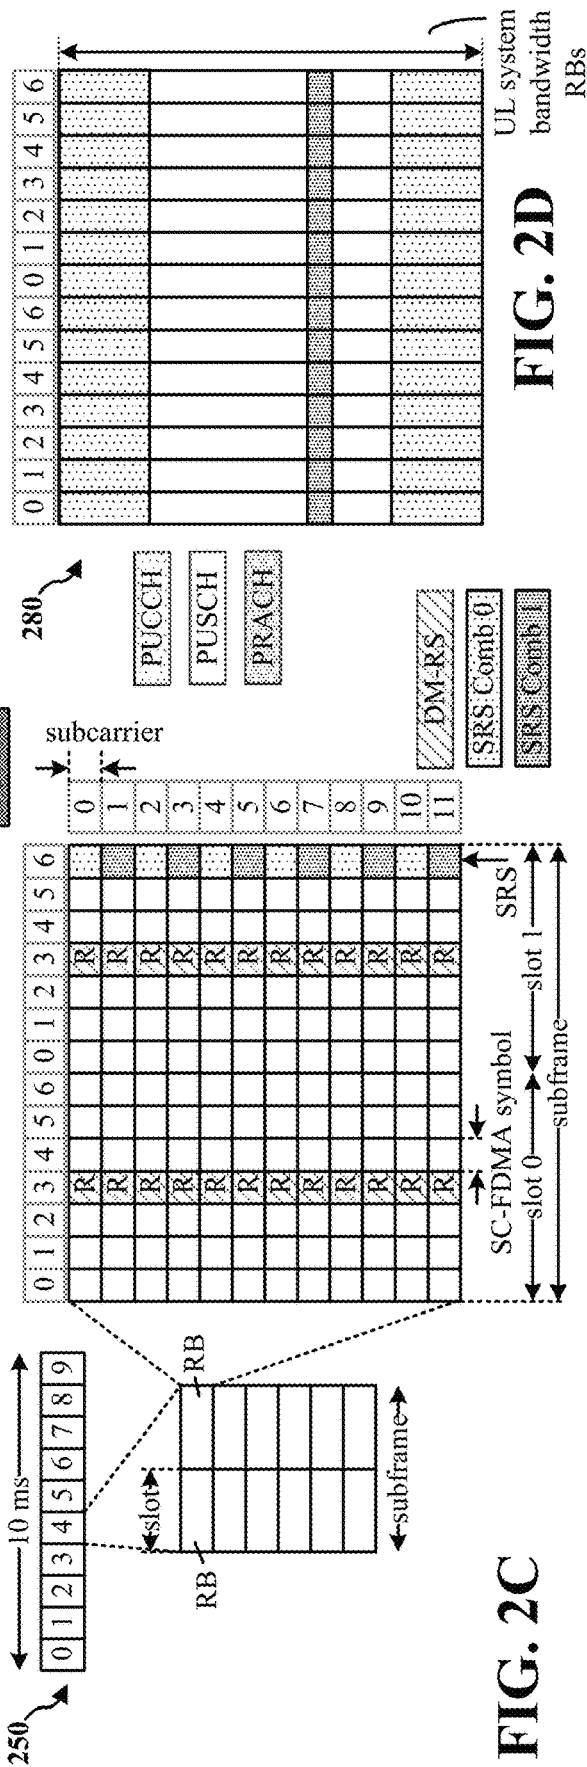 250
10 ms
0 1 2 3 4 5 6 7 8 9
slot
RB
RB
subframe
0 1 2 3 4 5 6 0 1 2 3 4 5 6
subcarrier
R R 0
R R 1
R R 2
R R 3
R R 4
R R 5
R R 6
R R 7
R R 8
R R 9
R R 10
R R 11
SC-FDMA symbol
SRS
slot 0
slot 1
subframe
DM-RS
SRS Comb 0
SRS Comb 1
FIG. 2C
280
0 1 2 3 4 5 6 0 1 2 3 4 5 6
PUCCH
PUSCH
PRACH
UL system
bandwidth
RBs
FIG. 2D